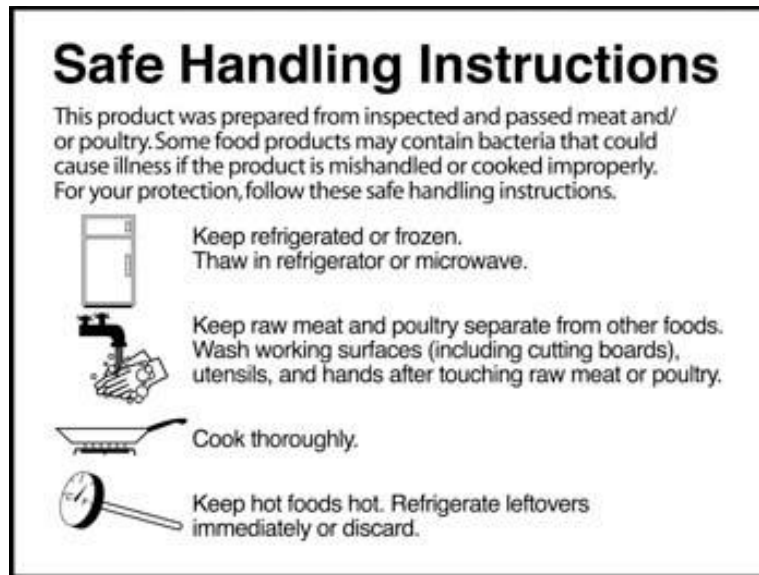 Safe Handling Instructions
This product was prepared from inspected and passed meat and/
or poultry. Some food products may contain bacteria that could
cause illness if the product is mishandled or cooked improperly.
For your protection, follow these safe handling instructions.
Keep refrigerated or frozen.
Thaw in refrigerator or microwave.
Keep raw meat and poultry separate from other foods.
Wash working surfaces (including cutting boards),
utensils, and hands after touching raw meat or poultry.
Cook thoroughly.
Keep hot foods hot. Refrigerate leftovers
immediately or discard.